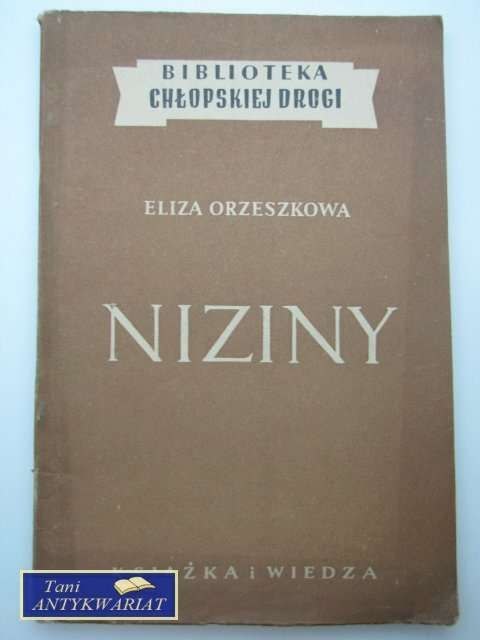 BIBLIOTEKA
CHŁOPSKIEJ DROGI
ELIZA ORZESZKOWA
NIZINY
KSIĄŻKA i WIEDZA
Tani
ANTYKWARIAT